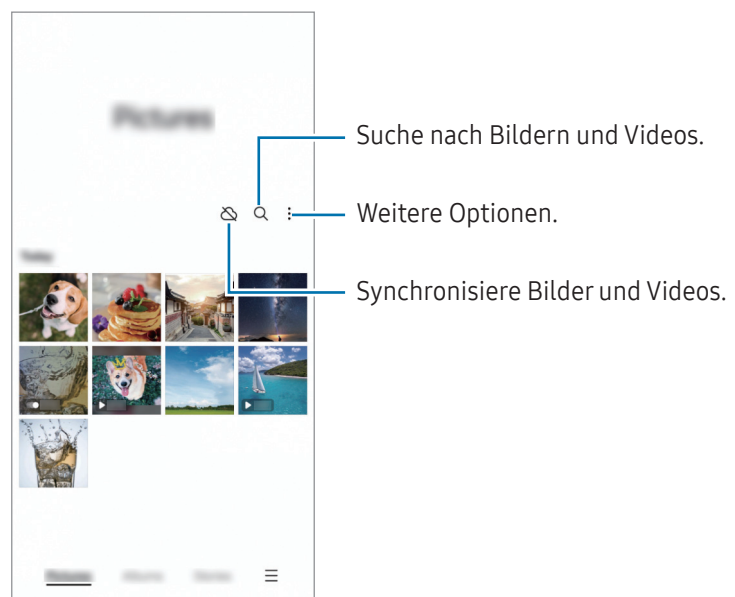 Suche nach Bildern und Videos.
Weitere Optionen.
Synchronisiere Bilder und Videos.